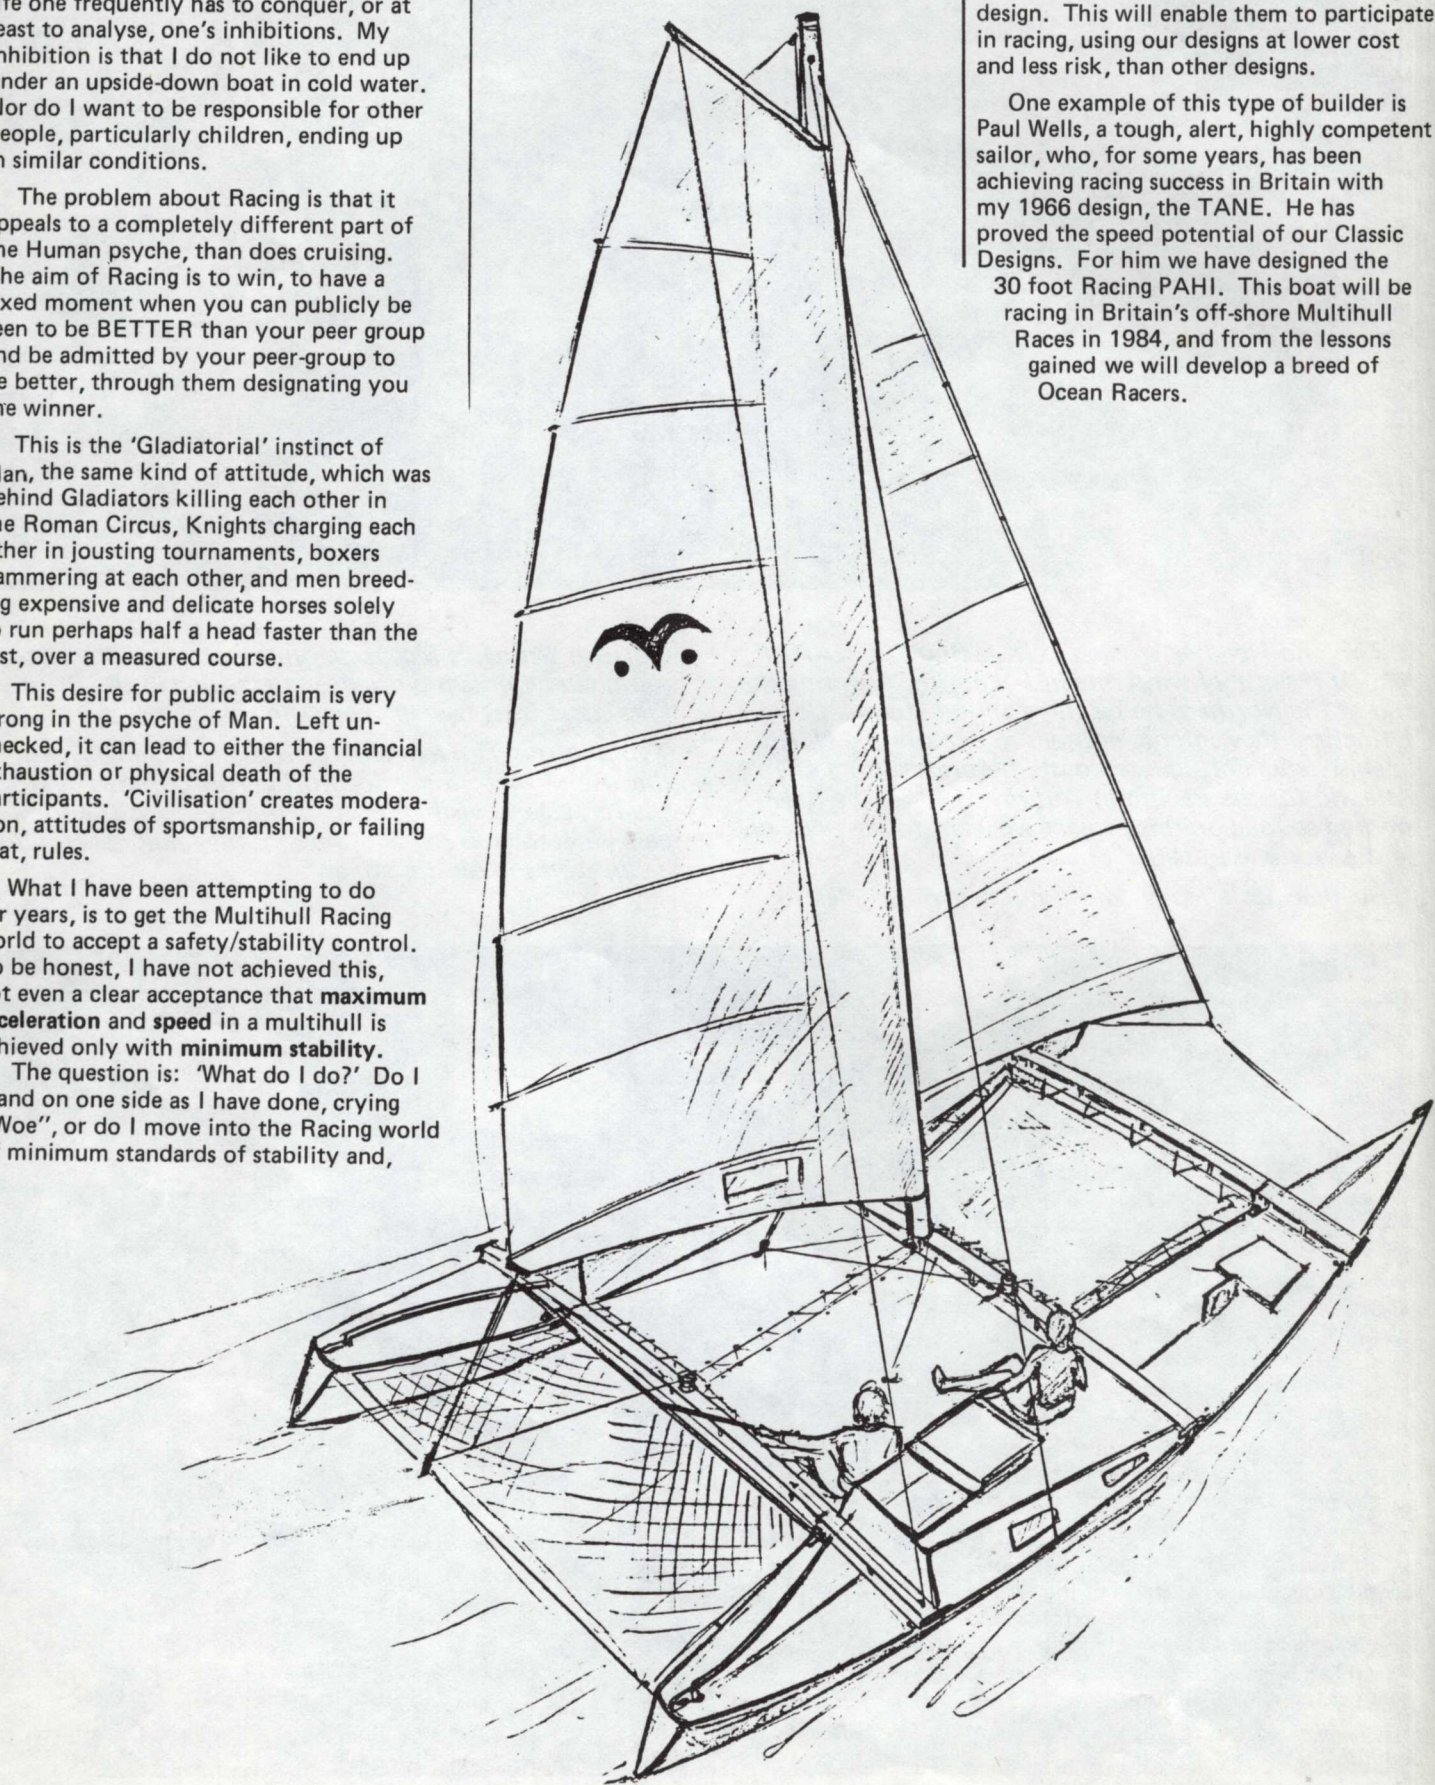 ife one frequently has to conquer, or at
east to analyse, one's inhibitions. My
nhibition is that I do not like to end up
nder an upside-down boat in cold water.
Nor do I want to be responsible for other
eople, particularly children, ending up
n similar conditions.
The problem about Racing is that it
ppeals to a completely different part of
he Human psyche, than does cruising.
he aim of Racing is to win, to have a
xed moment when you can publicly be
een to be BETTER than your peer group
nd be admitted by your peer-group to
e better, through them designating you
he winner.
This is the 'Gladiatorial' instinct of
an, the same kind of attitude, which was
ehind Gladiators killing each other in
he Roman Circus, Knights charging each
ther in jousting tournaments, boxers
ammering at each other, and men breed-
g expensive and delicate horses solely
run perhaps half a head faster than the
st, over a measured course.
This desire for public acclaim is very
rong in the psyche of Man. Left un-
ecked, it can lead to either the financial
haustion or physical death of the
rticipants. 'Civilisation' creates modera-
on, attitudes of sportsmanship, or failing
at, rules.
What I have been attempting to do
r years, is to get the Multihull Racing
orld to accept a safety/stability control.
o be honest, I have not achieved this,
t even a clear acceptance that maximum
celeration and speed in a multihull is
hieved only with minimum stability.
The question is: 'What do I do?' Do I
and on one side as I have done, crying
Woe", or do I move into the Racing world
minimum standards of stability and,
design. This will enable them to participate
in racing, using our designs at lower cost
and less risk, than other designs.
One example of this type of builder is
Paul Wells, a tough, alert, highly competent
sailor, who, for some years, has been
achieving racing success in Britain with
my 1966 design, the TANE. He has
proved the speed potential of our Classic
Designs. For him we have designed the
30 foot Racing PAHI. This boat will be
racing in Britain's off-shore Multihull
Races in 1984, and from the lessons
gained we will develop a breed of
Ocean Racers.